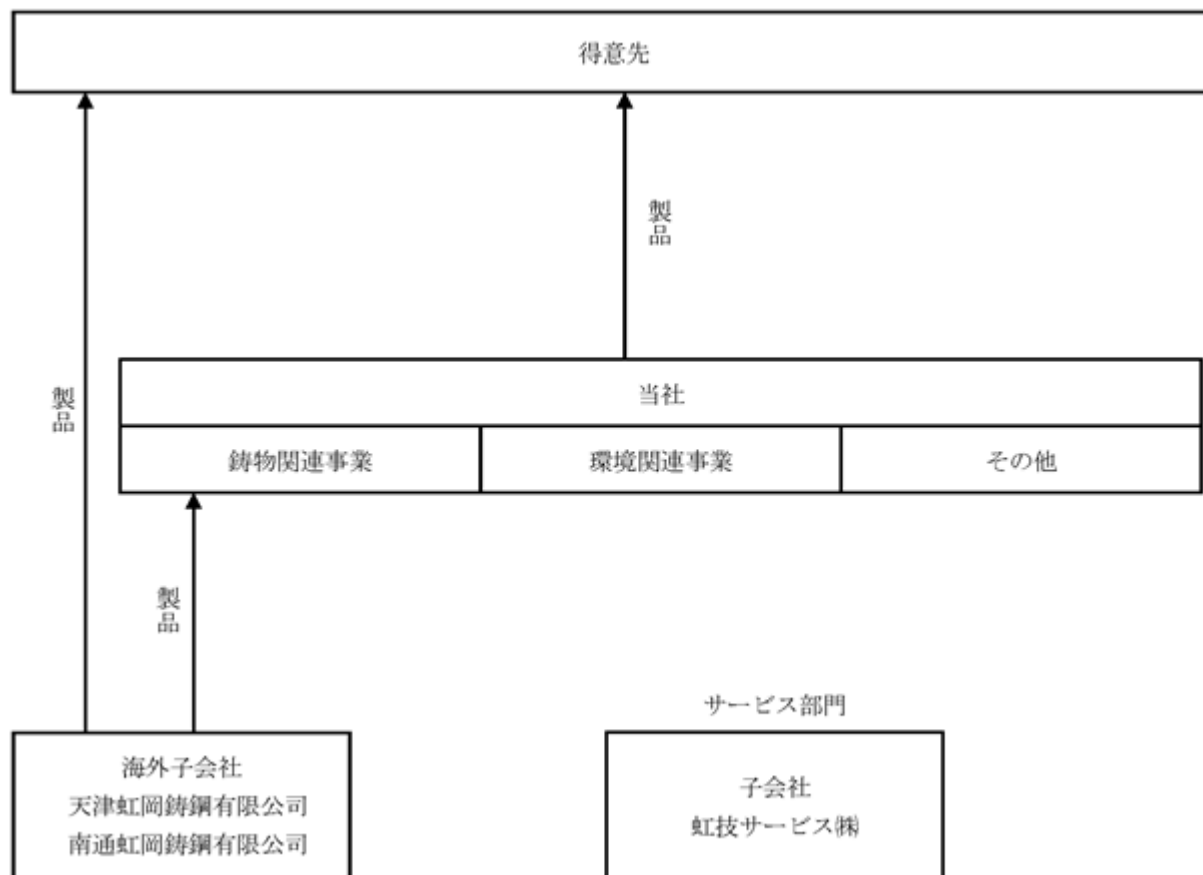 得意先
製品
当社
製品
鋳物関連事業
環境関連事業
その他
製品
サービス部門
海外子会社
天津虹岡鋳鋼有限公司
南通虹岡鋳鋼有限公司
子会社
虹技サービス㈱